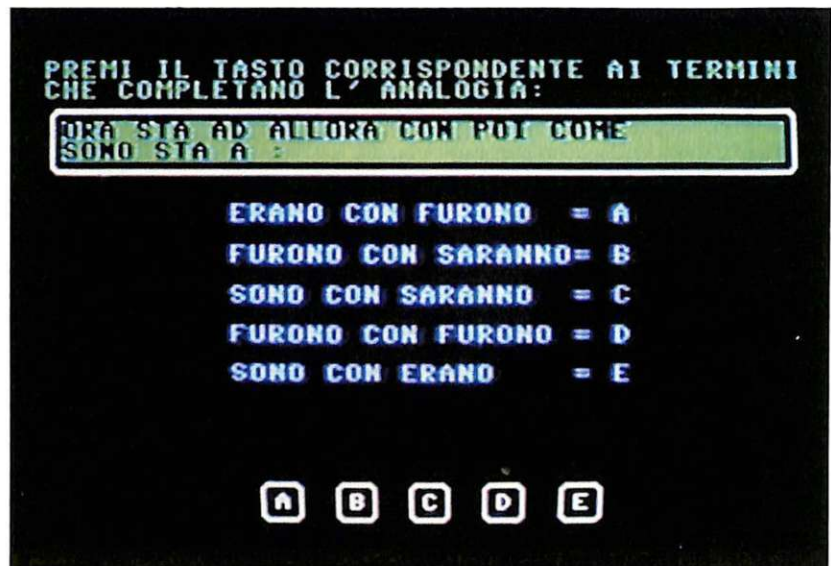 PREMI IL TASTO CORRISPONDENTE AI TERMINI
CHE COMPLETANO L' ANALOGIA:
ORA STA AD ALLORA CON POI COME
SONO STA A :
ERANO CON FURONO = A
FURONO CON SARANNO= B
SONO CON SARANNO = C
FURONO CON FURONO = D
SONO CON ERANO = E
A B C D E